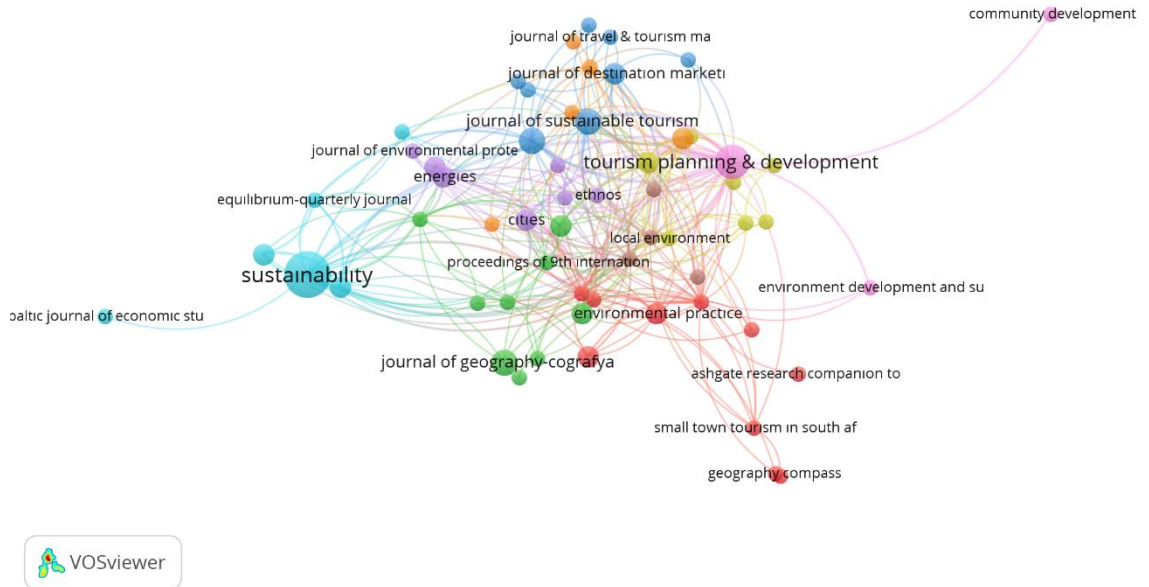 community development
journal of travel & tourism ma
journal of destination marketi
journal of sustainable tourism
journal of environmental prote
tourism planning & development
energies
equilibrium-quarterly journal
ethnos
cities
local environment
proceedings of 9th internation
sustainability
environment development and su
baltic journal of economic stu
environmental practice
journal of geography-cografya
ashgate research companion to
small town tourism in south af
geography compass
VOSviewer